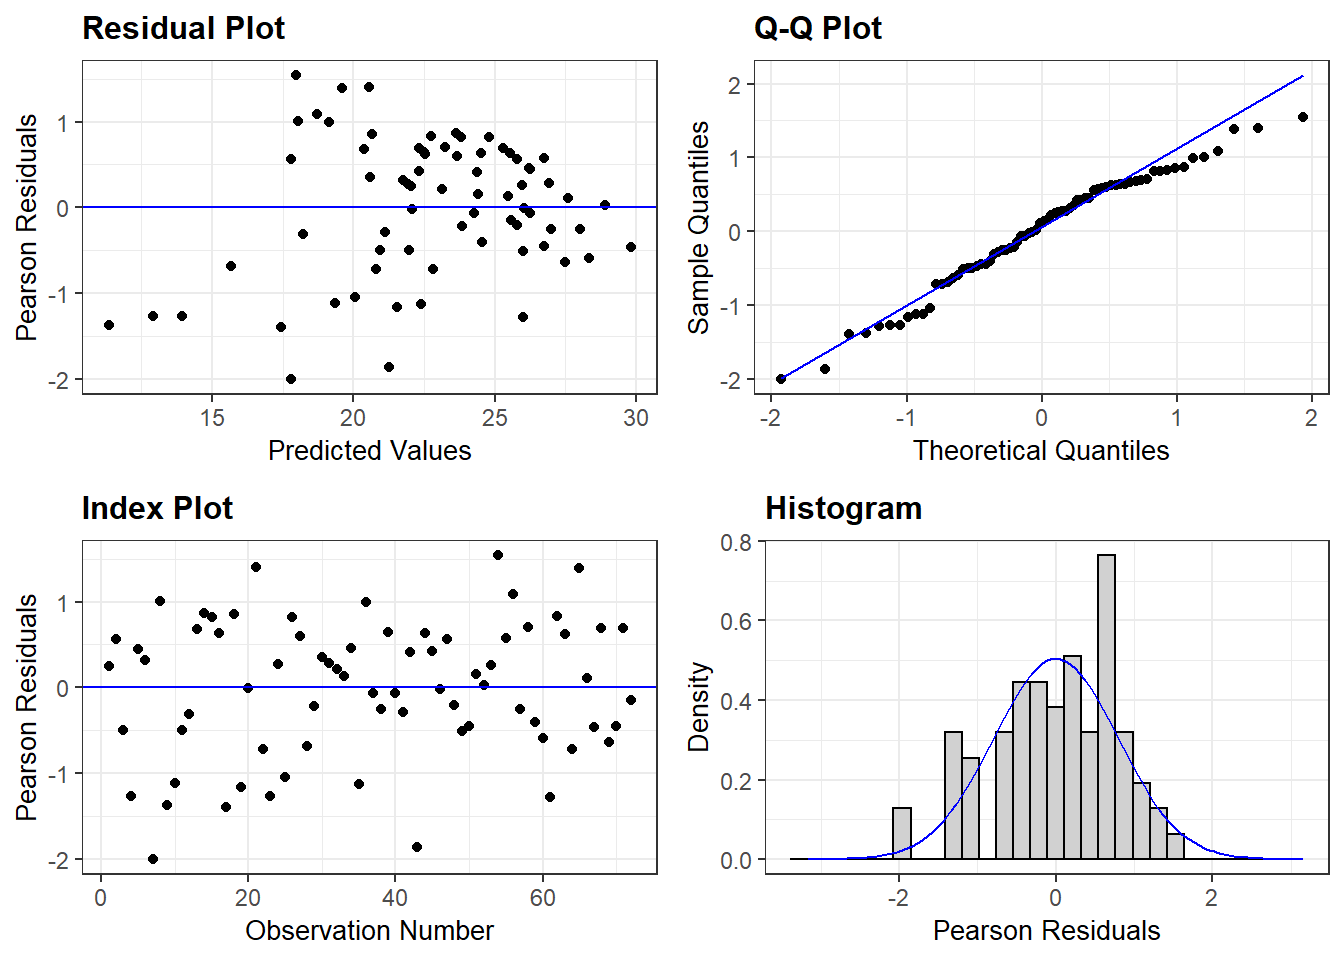 Residual Plot
Pearson Residuals
1
0
-1
-2
15 20 25 30
Predicted Values
Q-Q Plot
Sample Quantiles
2
1
0
-1
-2
-2 -1 0 1 2
Theoretical Quantiles
Index Plot
Pearson Residuals
1
0
-1
-2
0 20 40 60
Observation Number
Histogram
Density
0.8
0.6
0.4
0.2
0.0
-2 0 2
Pearson Residuals